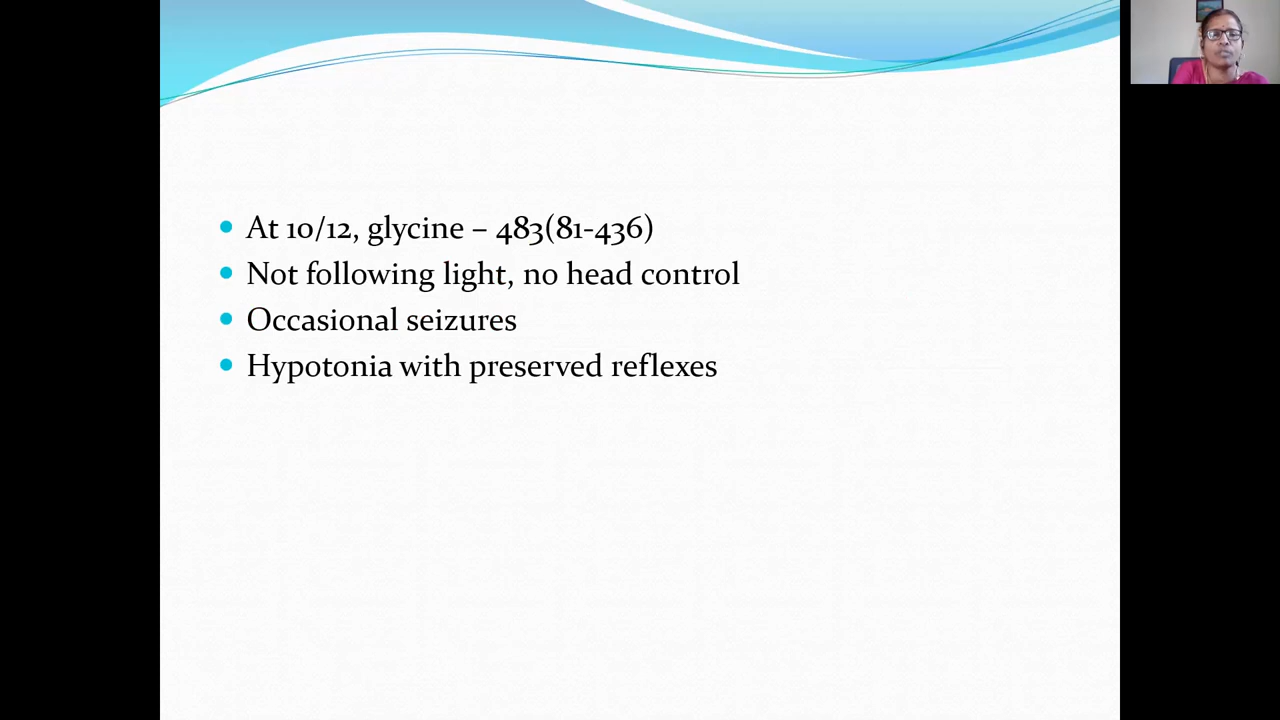 At 10/12, glycine – 483(81-436)
Not following light, no head control
Occasional seizures
Hypotonia with preserved reflexes